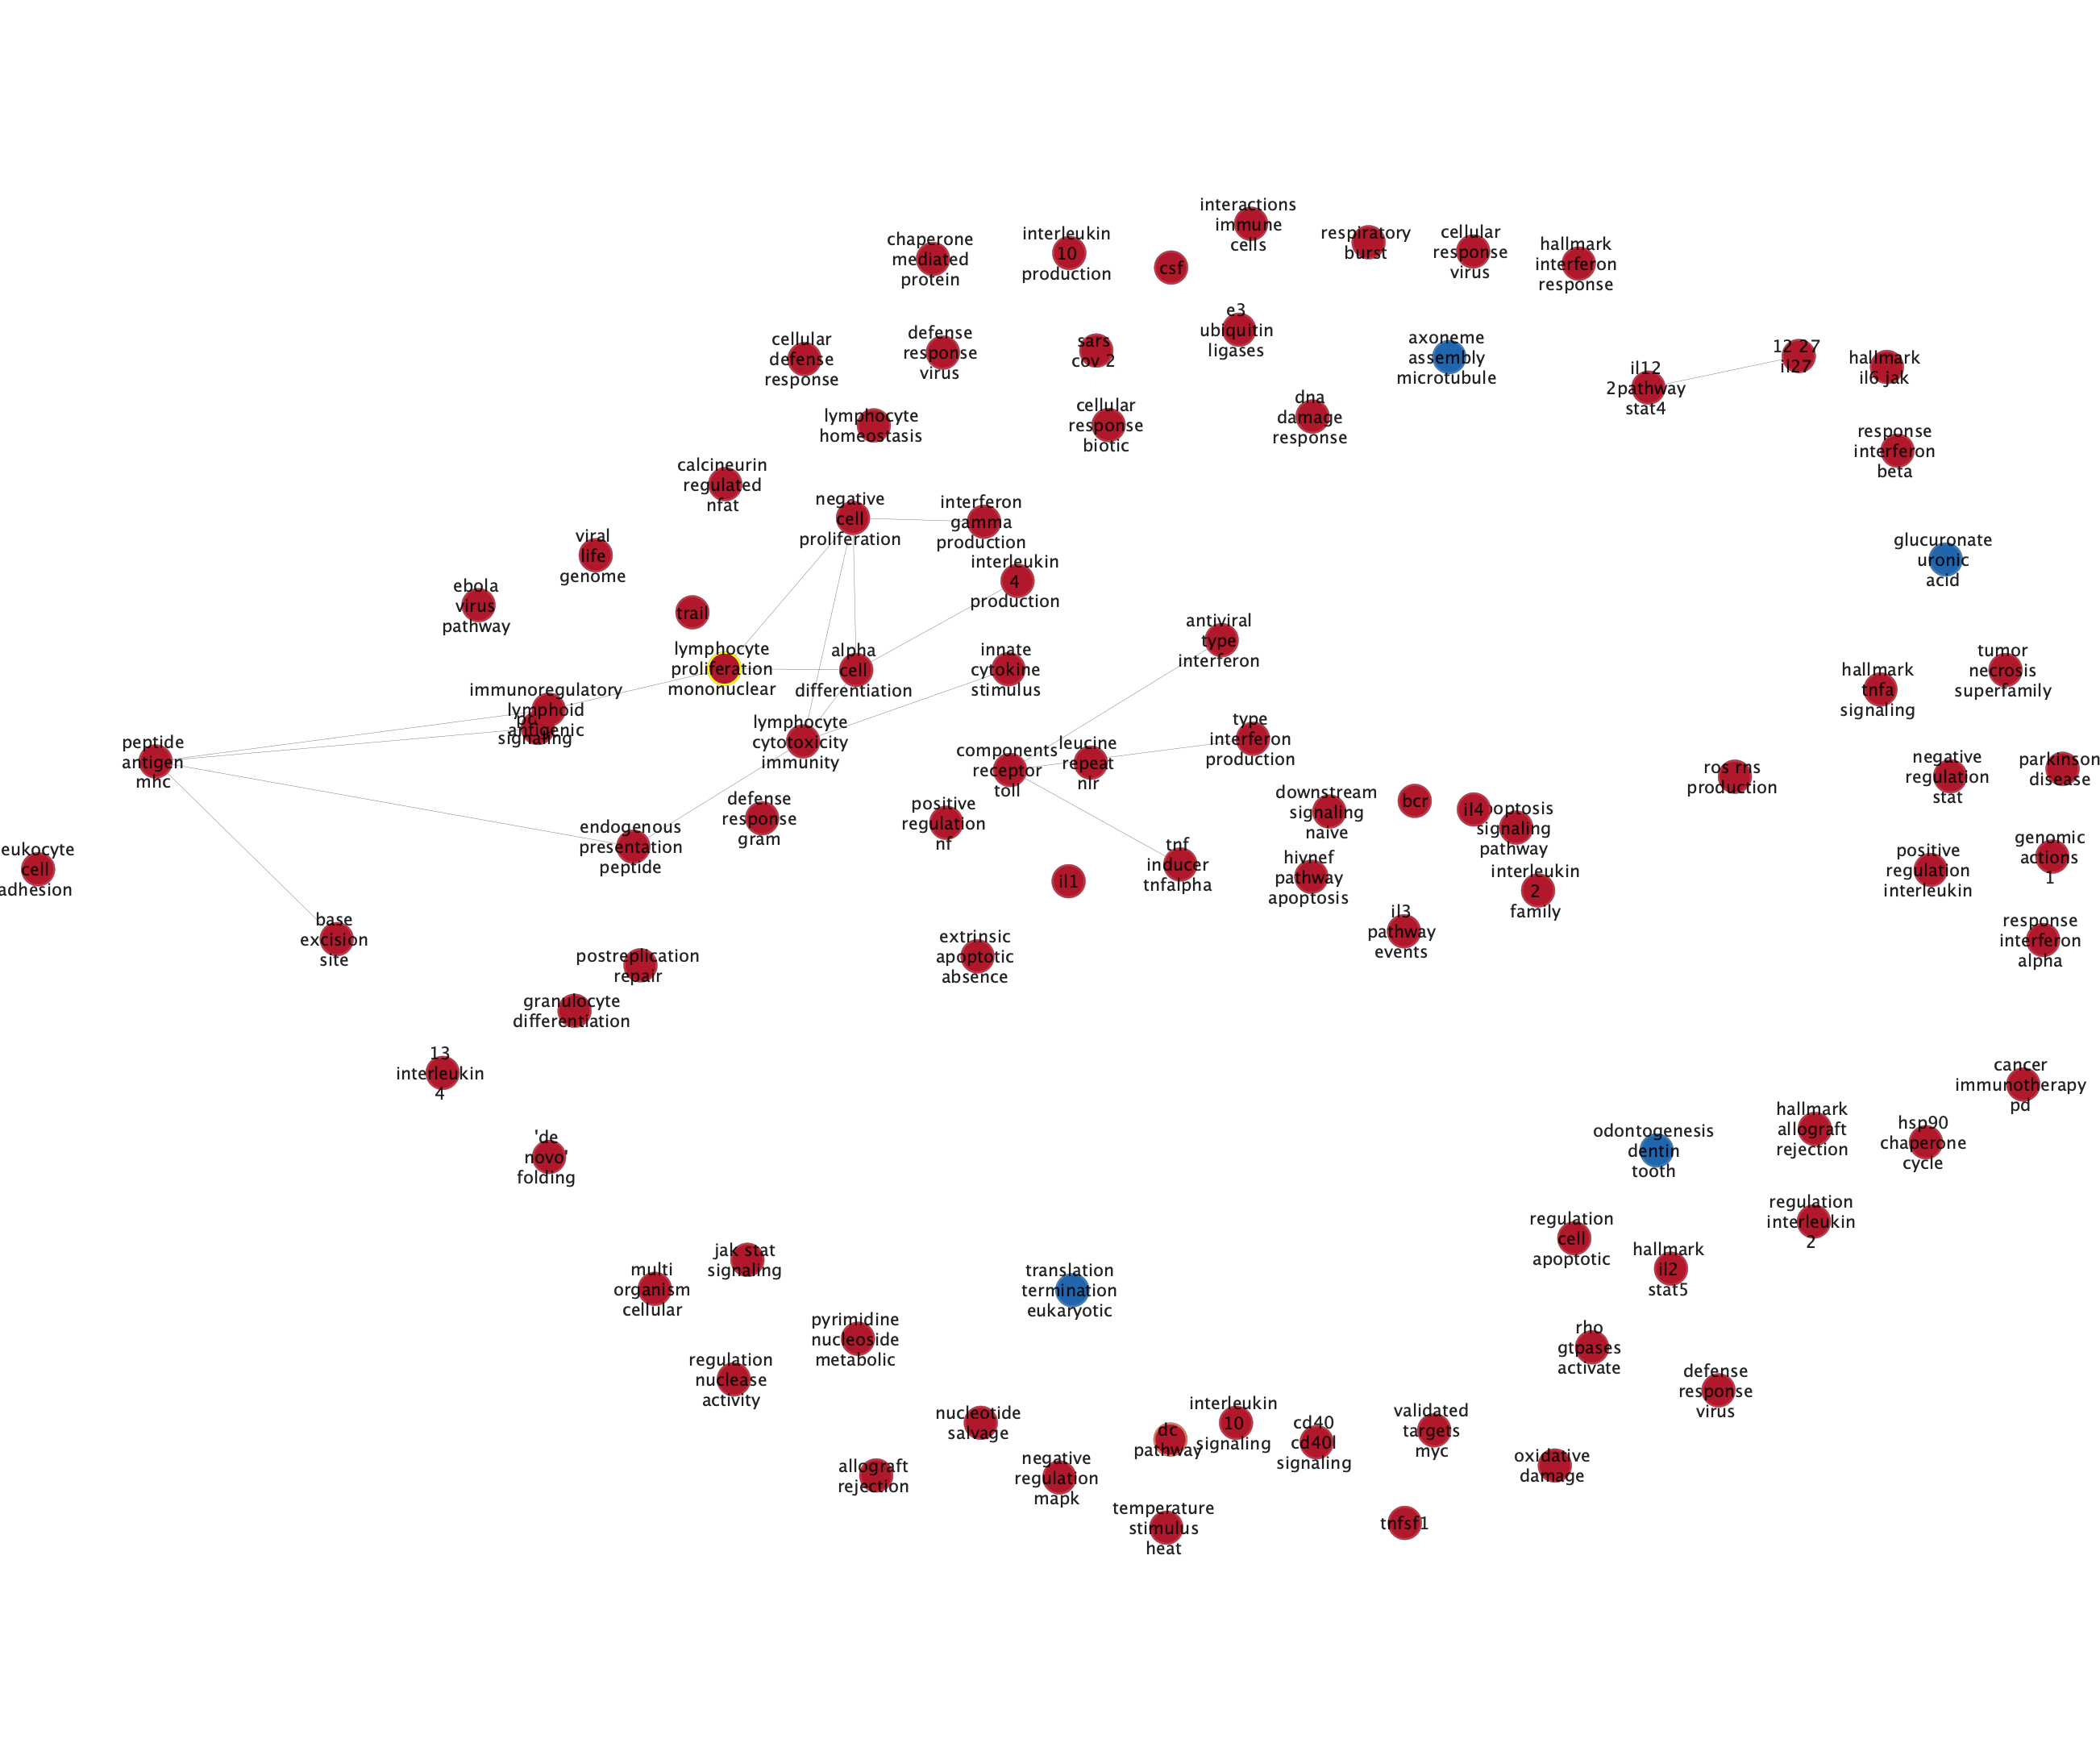 interactions
immune
cells
chaperone
mediated
protein
interleukin
10
production
csf
respiratory
burst
cellular
response
virus
hallmark
interferon
response
cellular
defense
response
defense
response
virus
sars
cov 2
e3
ubiquitin
ligases
axoneme
assembly
microtubule
il12
2pathway
stat4
12 27
il27
hallmark
il6 jak
lymphocyte
homeostasis
cellular
response
biotic
dna
damage
response
response
interferon
beta
calcineurin
regulated
nfat
negative
cell
proliferation
interferon
gamma
production
viral
life
genome
interleukin
4
production
glucuronate
uronic
acid
ebola
virus
pathway
trail
antiviral
type
interferon
lymphocyte
proliferation
mononuclear
alpha
cell
differentiation
innate
cytokine
stimulus
hallmark
tnfa
signaling
tumor
necrosis
superfamily
immunoregulatory
lymphoid
antigenic
signaling
peptide
antigen
mhc
lymphocyte
cytotoxicity
immunity
components
receptor
toll
leucine
repeat
nlr
type
interferon
production
ros rns
production
negative
regulation
stat
parkinson
disease
defense
response
gram
positive
regulation
nf
downstream
signaling
naive
bcr
il4
optosis
signaling
pathway
endogenous
presentation
peptide
eukocyte
cell
adhesion
il1
tnf
inducer
tnfalpha
hivnef
pathway
apoptosis
interleukin
2
family
positive
regulation
interleukin
genomic
actions
1
base
excision
site
postreplication
repair
extrinsic
apoptotic
absence
il3
pathway
events
response
interferon
alpha
granulocyte
differentiation
13
interleukin
4
cancer
immunotherapy
pd
'de
novo'
folding
odontogenesis
dentin
tooth
hallmark
allograft
rejection
hsp90
chaperone
cycle
regulation
cell
apoptotic
hallmark
il2
stat5
regulation
interleukin
2
multi
organism
cellular
jak stat
signaling
translation
termination
eukaryotic
pyrimidine
nucleoside
metabolic
rho
gtpases
activate
regulation
nuclease
activity
defense
response
virus
nucleotide
salvage
dc
pathway
interleukin
10
signaling
cd40
cd40l
signaling
validated
targets
myc
allograft
rejection
negative
regulation
mapk
oxidative
damage
temperature
stimulus
heat
tnfsf1